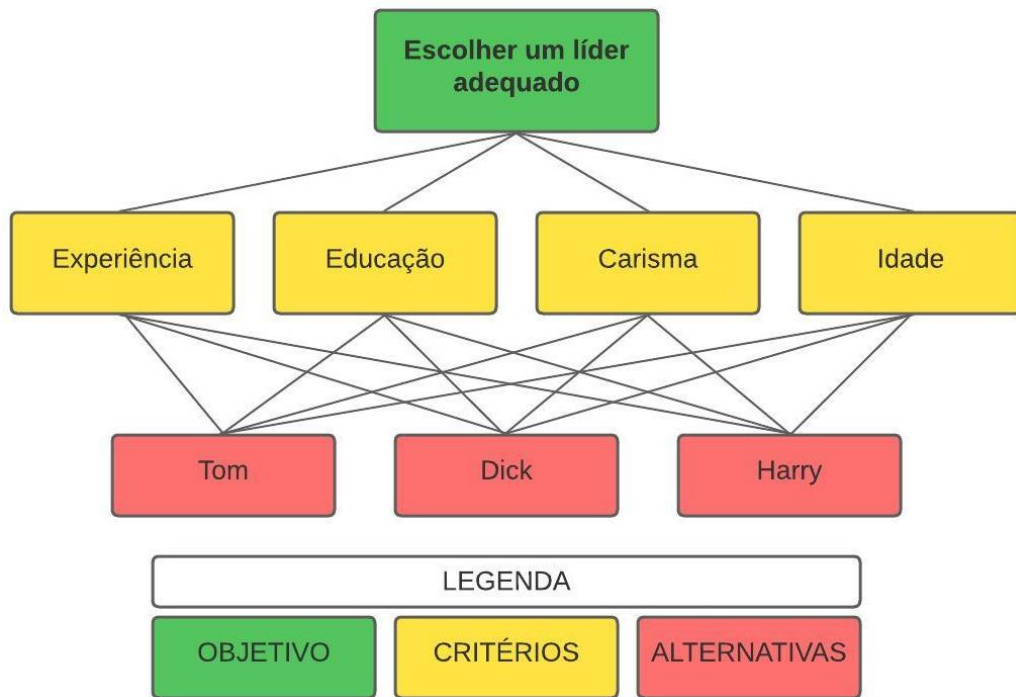 Escolher um líder
adequado
Experiência
Educação
Carisma
Idade
Tom
Dick
Harry
LEGENDA
OBJETIVO
CRITÉRIOS
ALTERNATIVAS